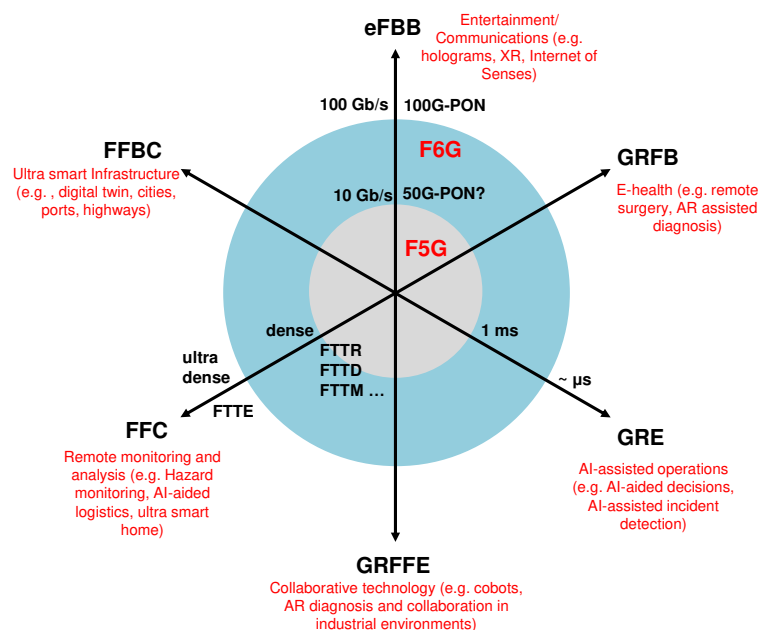 eFBB
Entertainment/
Communications (e.g.
holograms, XR, Internet of
Senses)
100 Gb/s
100G-PON
FFBC
Ultra smart Infrastructure
(e.g. , digital twin, cities,
ports, highways)
F6G
GRFB
E-health (e.g. remote
surgery, AR assisted
diagnosis)
10 Gb/s
50G-PON?
F5G
dense
1 ms
FTTR
FTTD
FTTM ...
ultra
dense
~ µs
FTTE
FFC
Remote monitoring and
analysis (e.g. Hazard
monitoring, AI-aided
logistics, ultra smart
home)
GRE
AI-assisted operations
(e.g. AI-aided decisions,
AI-assisted incident
detection)
GRFFE
Collaborative technology (e.g. cobots,
AR diagnosis and collaboration in
industrial environments)